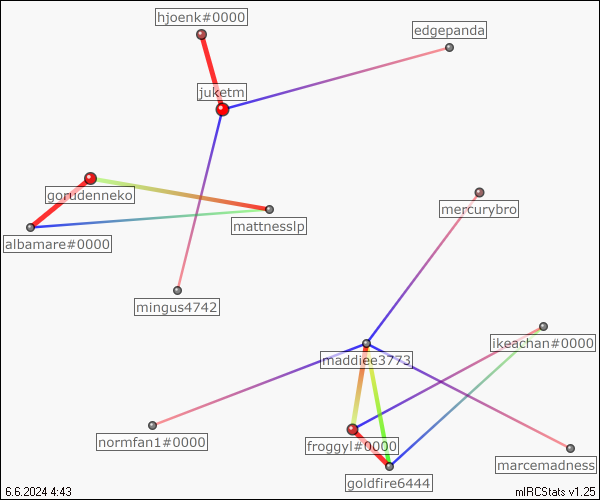 hjoenk#0000
edgepanda
juketm
gorudenneko
mercurybro
mattnesslp
albamare#0000
mingus4742
ikeachan#0000
maddiee3773
normfan1#0000
froggyl#0000
marcemadness
goldfire6444
6.6.2024 4:43
mIRCStats v1.25